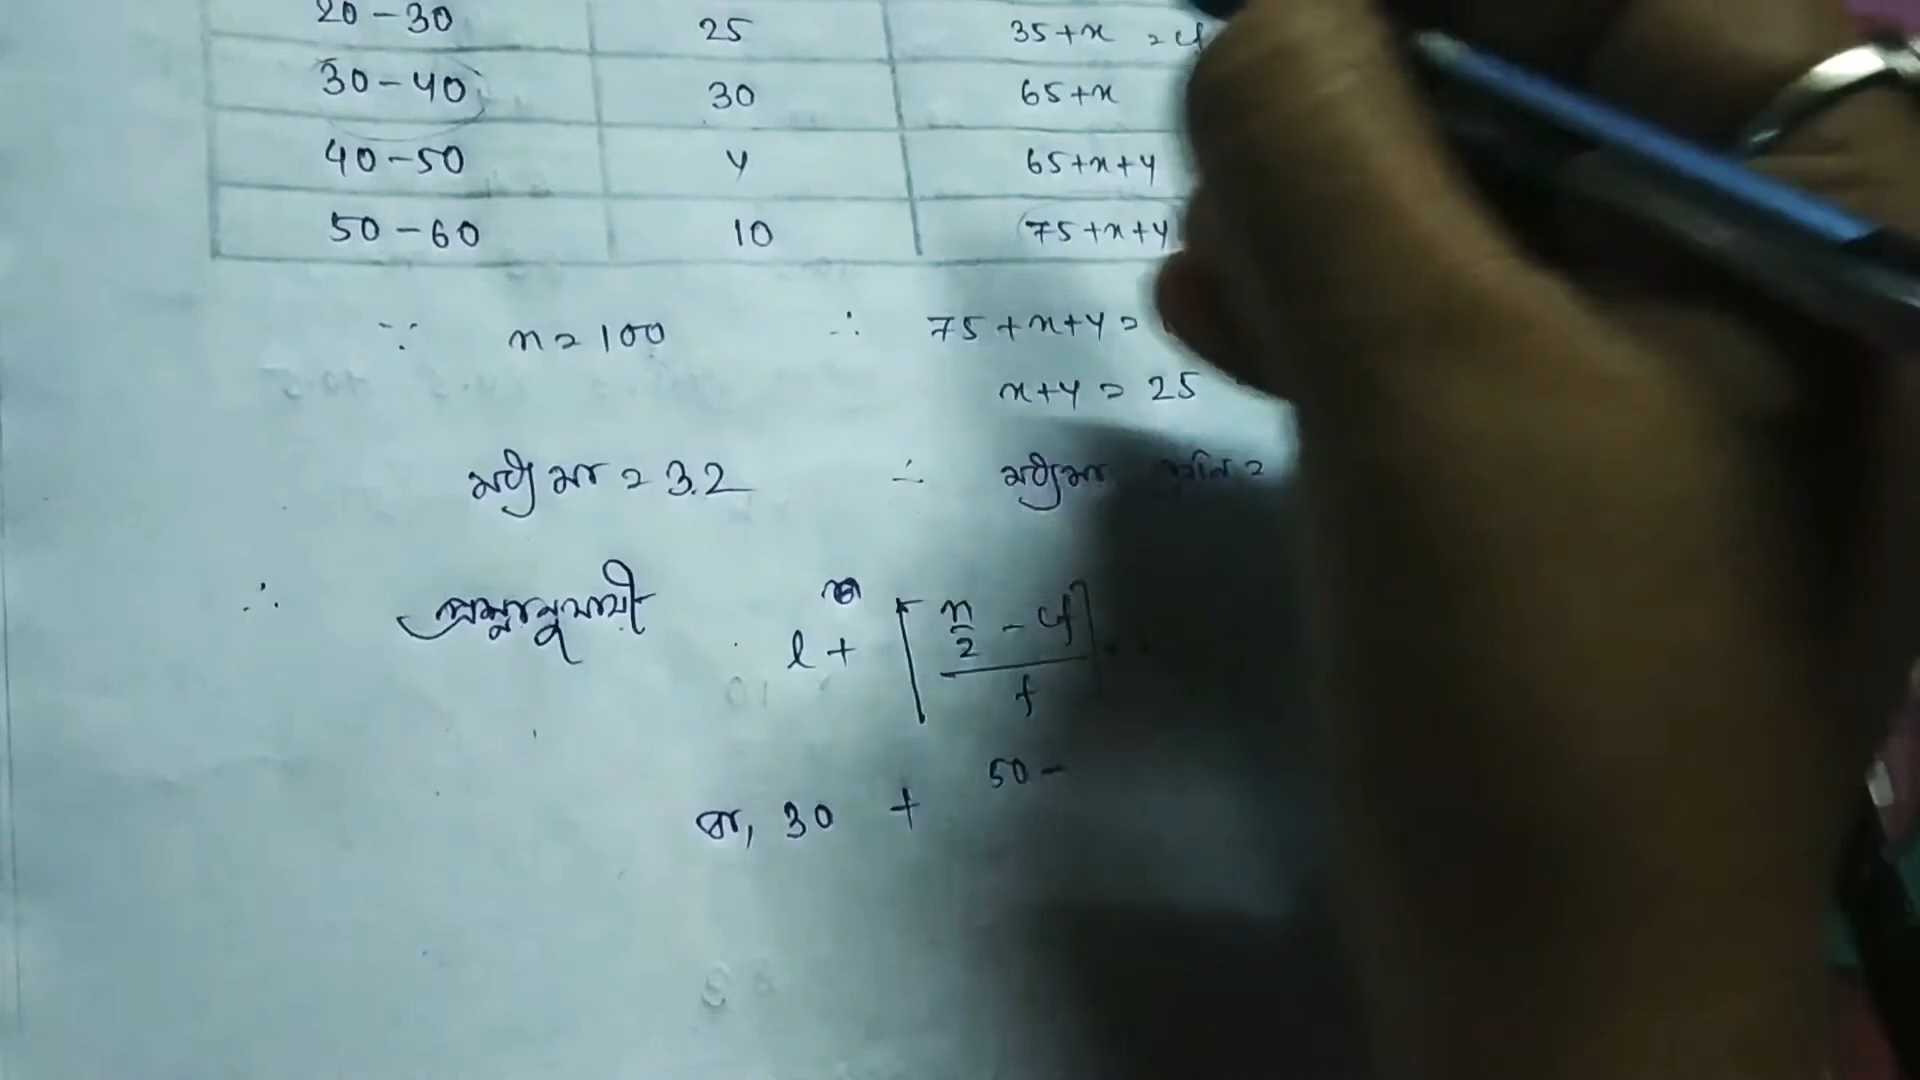 20-30 25 35+x = cf
30-40 30 65+x
40-50 y 65+x+y
50-60 10 75+x+y
∵ n = 100 ∴ 75+x+y =
x+y = 25
মধ্যমা = 32 ∴ মধ্যমা শ্রেনি =
∴ প্রশ্নানুযায়ী l + [ (n/2 - cf) / f ]
বা, 30 + 50 -